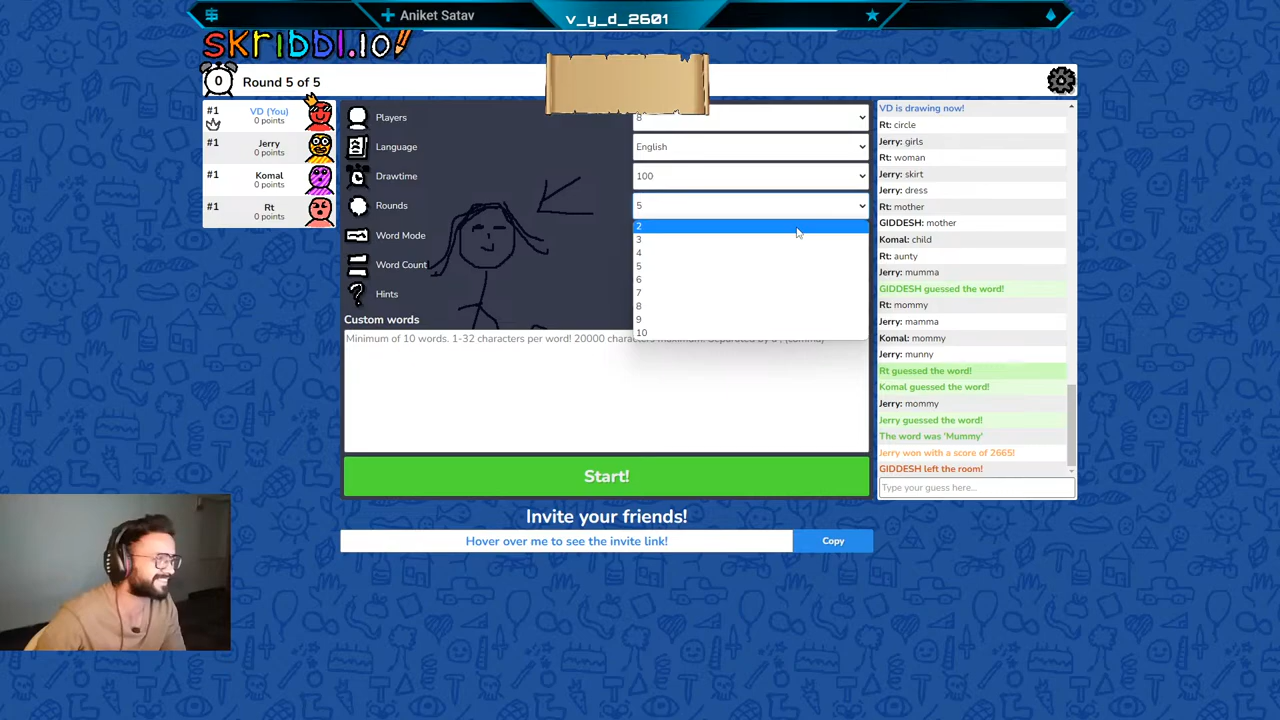 Aniket Satav
v_y_d_2601
skribbl.io
0
Round 5 of 5
#1
VD (You)
0 points
#1
Jerry
0 points
#1
Komal
0 points
#1
Rt
0 points
Players
8
Language
English
Drawtime
100
Rounds
5
Word Mode
Word Count
Hints
2
3
4
5
6
7
8
9
10
Custom words
Minimum of 10 words. 1-32 characters per word! 20000 characters maximum! Separated by a , (comma)
Start!
Invite your friends!
Hover over me to see the invite link!
Copy
VD is drawing now!
Rt: circle
Jerry: girls
Rt: woman
Jerry: skirt
Jerry: dress
Rt: mother
GIDDESH: mother
Komal: child
Rt: aunty
Jerry: mumma
GIDDESH guessed the word!
Rt: mommy
Jerry: mamma
Komal: mommy
Jerry: munny
Rt guessed the word!
Komal guessed the word!
Jerry: mommy
Jerry guessed the word!
The word was 'Mummy'
Jerry won with a score of 2665!
GIDDESH left the room!
Type your guess here...